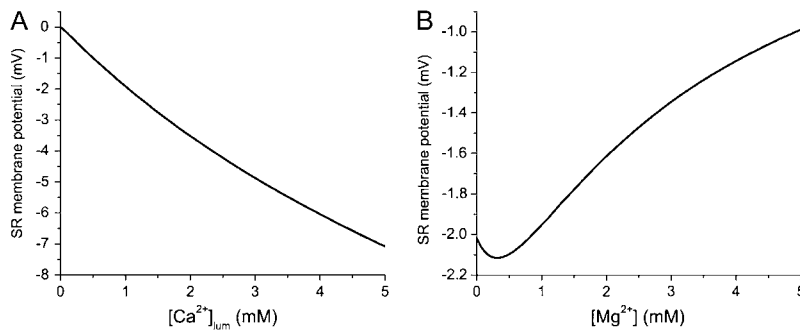 A
SR membrane potential (mV)
0
-1
-2
-3
-4
-5
-6
-7
-8
0 1 2 3 4 5
[Ca²⁺]lum (mM)
B
SR membrane potential (mV)
-1.0
-1.2
-1.4
-1.6
-1.8
-2.0
-2.2
0 1 2 3 4 5
[Mg²⁺] (mM)